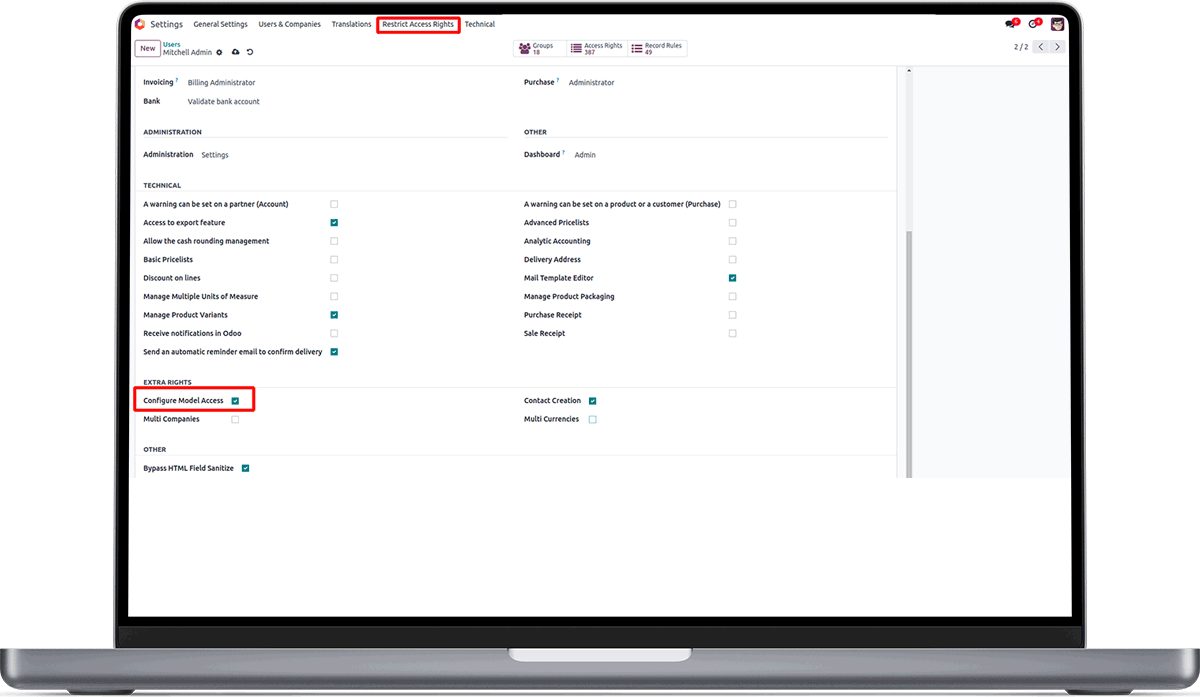 Settings General Settings Users & Companies Translations Restrict Access Rights Technical 5 4
New Users Groups 18 Access Rights 387 Record Rules 49 2 / 2
Mitchell Admin
Invoicing ? Billing Administrator Purchase ? Administrator
Bank Validate bank account
ADMINISTRATION OTHER
Administration Settings Dashboard ? Admin
TECHNICAL
A warning can be set on a partner (Account) A warning can be set on a product or a customer (Purchase)
Access to export feature Advanced Pricelists
Allow the cash rounding management Analytic Accounting
Basic Pricelists Delivery Address
Discount on lines Mail Template Editor
Manage Multiple Units of Measure Manage Product Packaging
Manage Product Variants Purchase Receipt
Receive notifications in Odoo Sale Receipt
Send an automatic reminder email to confirm delivery
EXTRA RIGHTS
Configure Model Access Contact Creation
Multi Companies Multi Currencies
OTHER
Bypass HTML Field Sanitize